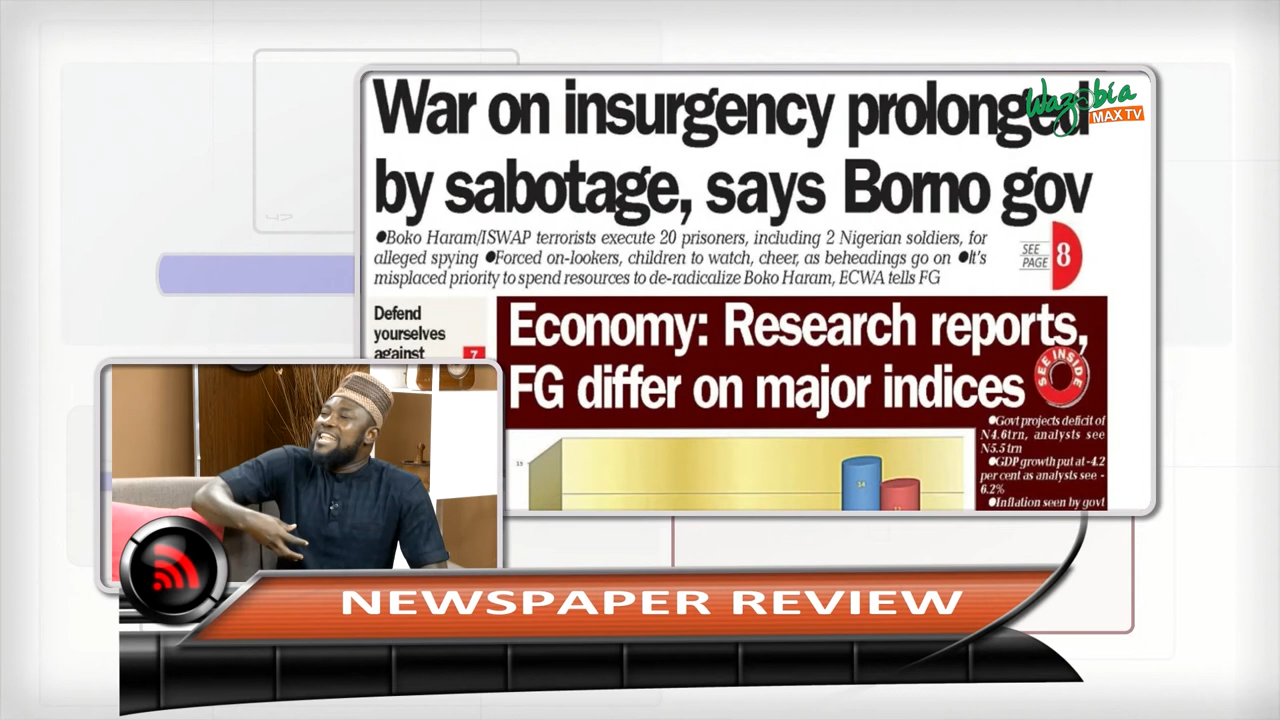 War on insurgency prolonged
by sabotage, says Borno gov
Wazobia
MAX TV
●Boko Haram/ISWAP terrorists execute 20 prisoners, including 2 Nigerian soldiers, for
alleged spying ●Forced on-lookers, children to watch, cheer, as beheadings go on ●It's
misplaced priority to spend resources to de-radicalize Boko Haram, ECWA tells FG
SEE
PAGE 8
Defend
yourselves
against
7
Economy: Research reports,
FG differ on major indices
SEE INSIDE
●Govt projects deficit of
N4.6trn, analysts see
N5.5trn
●GDP growth put at -4.2
per cent as analysts see -
6.2%
●Inflation seen by govt
15
14
NEWSPAPER REVIEW